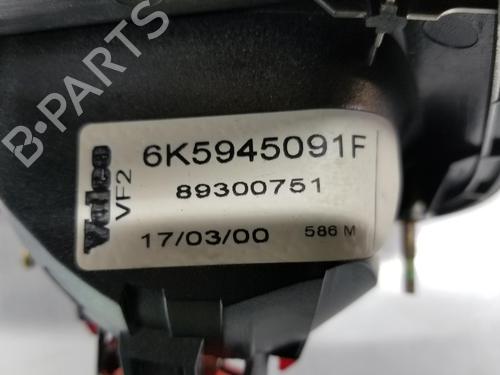 B-PARTS
6K5945091F
89300751
17/03/00 586 M
Valeo
VF2